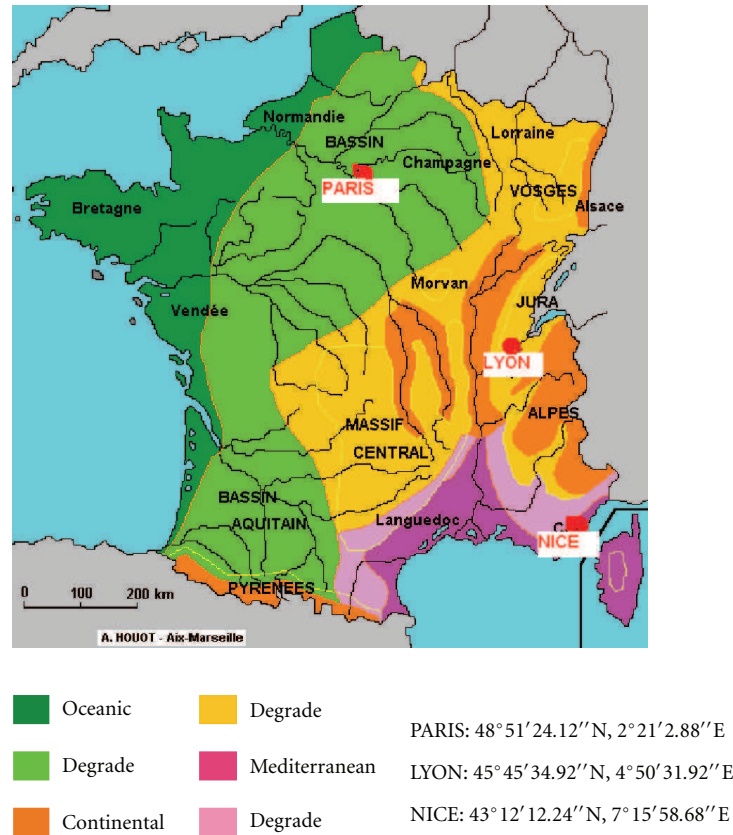 Normandie
BASSIN
Lorraine
Champagne
PARIS
VOSGES
Bretagne
Alsace
Morvan
Vendée
JURA
LYON
ALPES
MASSIF
CENTRAL
BASSIN
Languedoc
AQUITAIN
NICE
PYRENEES
0 100 200 km
A. HOUOT - Aix-Marseille
Oceanic
Degrade
Degrade
Mediterranean
Continental
Degrade
PARIS: 48°51′24.12′′N, 2°21′2.88′′E
LYON: 45°45′34.92′′N, 4°50′31.92′′E
NICE: 43°12′12.24′′N, 7°15′58.68′′E